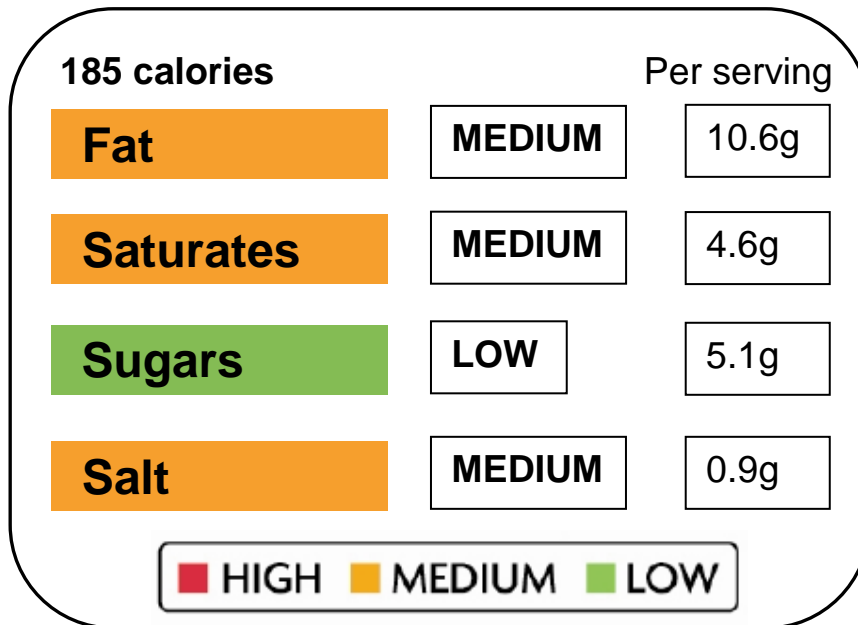 185 calories Per serving
Fat MEDIUM 10.6g
Saturates MEDIUM 4.6g
Sugars LOW 5.1g
Salt MEDIUM 0.9g
HIGH MEDIUM LOW